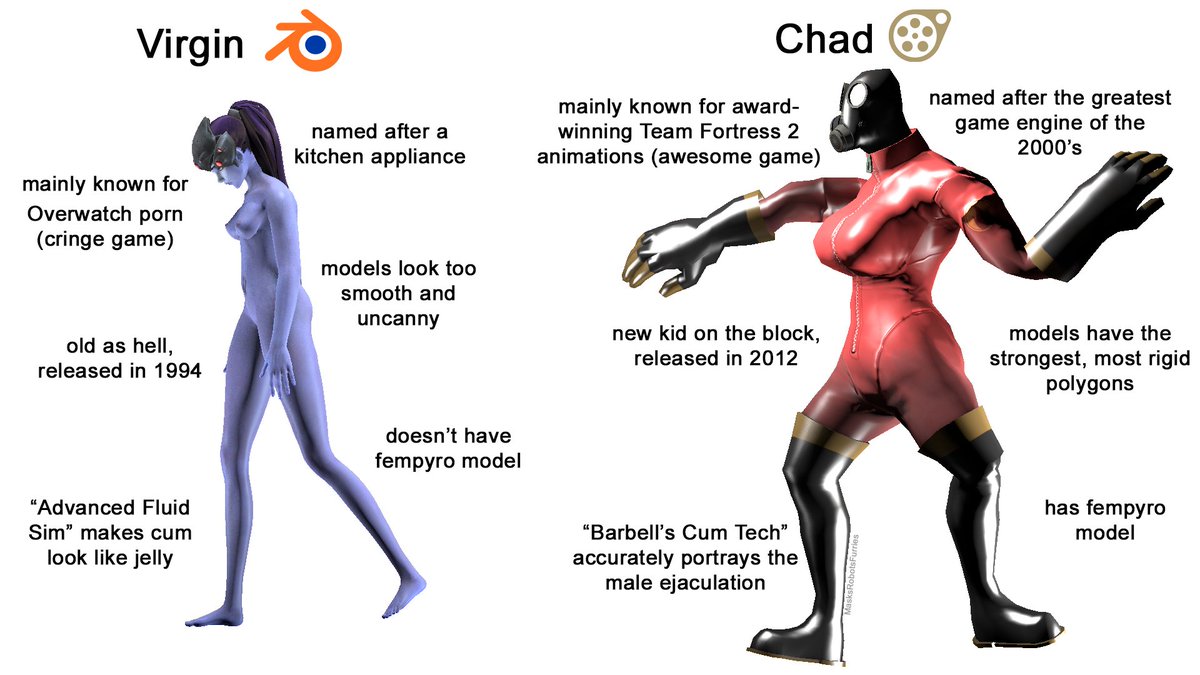 Virgin
named after a
kitchen appliance
mainly known for
Overwatch porn
(cringe game)
models look too
smooth and
uncanny
old as hell,
released in 1994
doesn’t have
fempyro model
“Advanced Fluid
Sim” makes cum
look like jelly
Chad
mainly known for award-
winning Team Fortress 2
animations (awesome game)
named after the greatest
game engine of the
2000’s
new kid on the block,
released in 2012
models have the
strongest, most rigid
polygons
has fempyro
model
“Barbell’s Cum Tech”
accurately portrays the
male ejaculation
MasksRobotsFurries